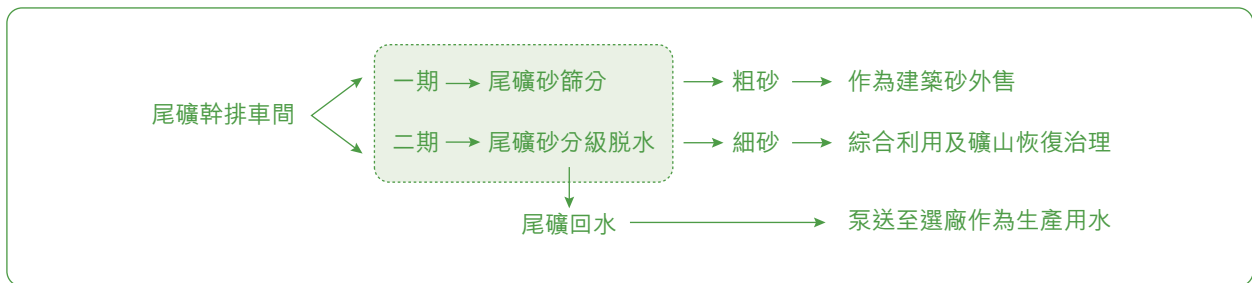 一期 尾礦砂篩分 粗砂 作為建築砂外售
尾礦幹排車間
二期 尾礦砂分級脱水 細砂 綜合利用及礦山恢復治理
尾礦回水 泵送至選廠作為生產用水